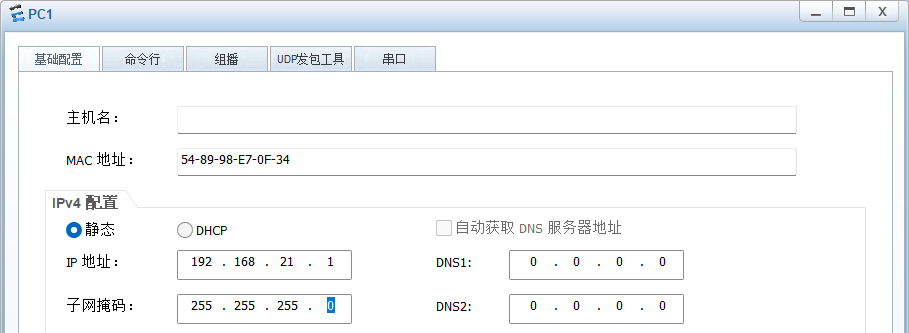 PC1
基础配置 命令行 组播 UDP发包工具 串口
主机名：
MAC 地址： 54-89-98-E7-0F-34
IPv4 配置
静态 DHCP 自动获取 DNS 服务器地址
IP 地址： 192 . 168 . 21 . 1 DNS1: 0 . 0 . 0 . 0
子网掩码： 255 . 255 . 255 . 0 DNS2: 0 . 0 . 0 . 0